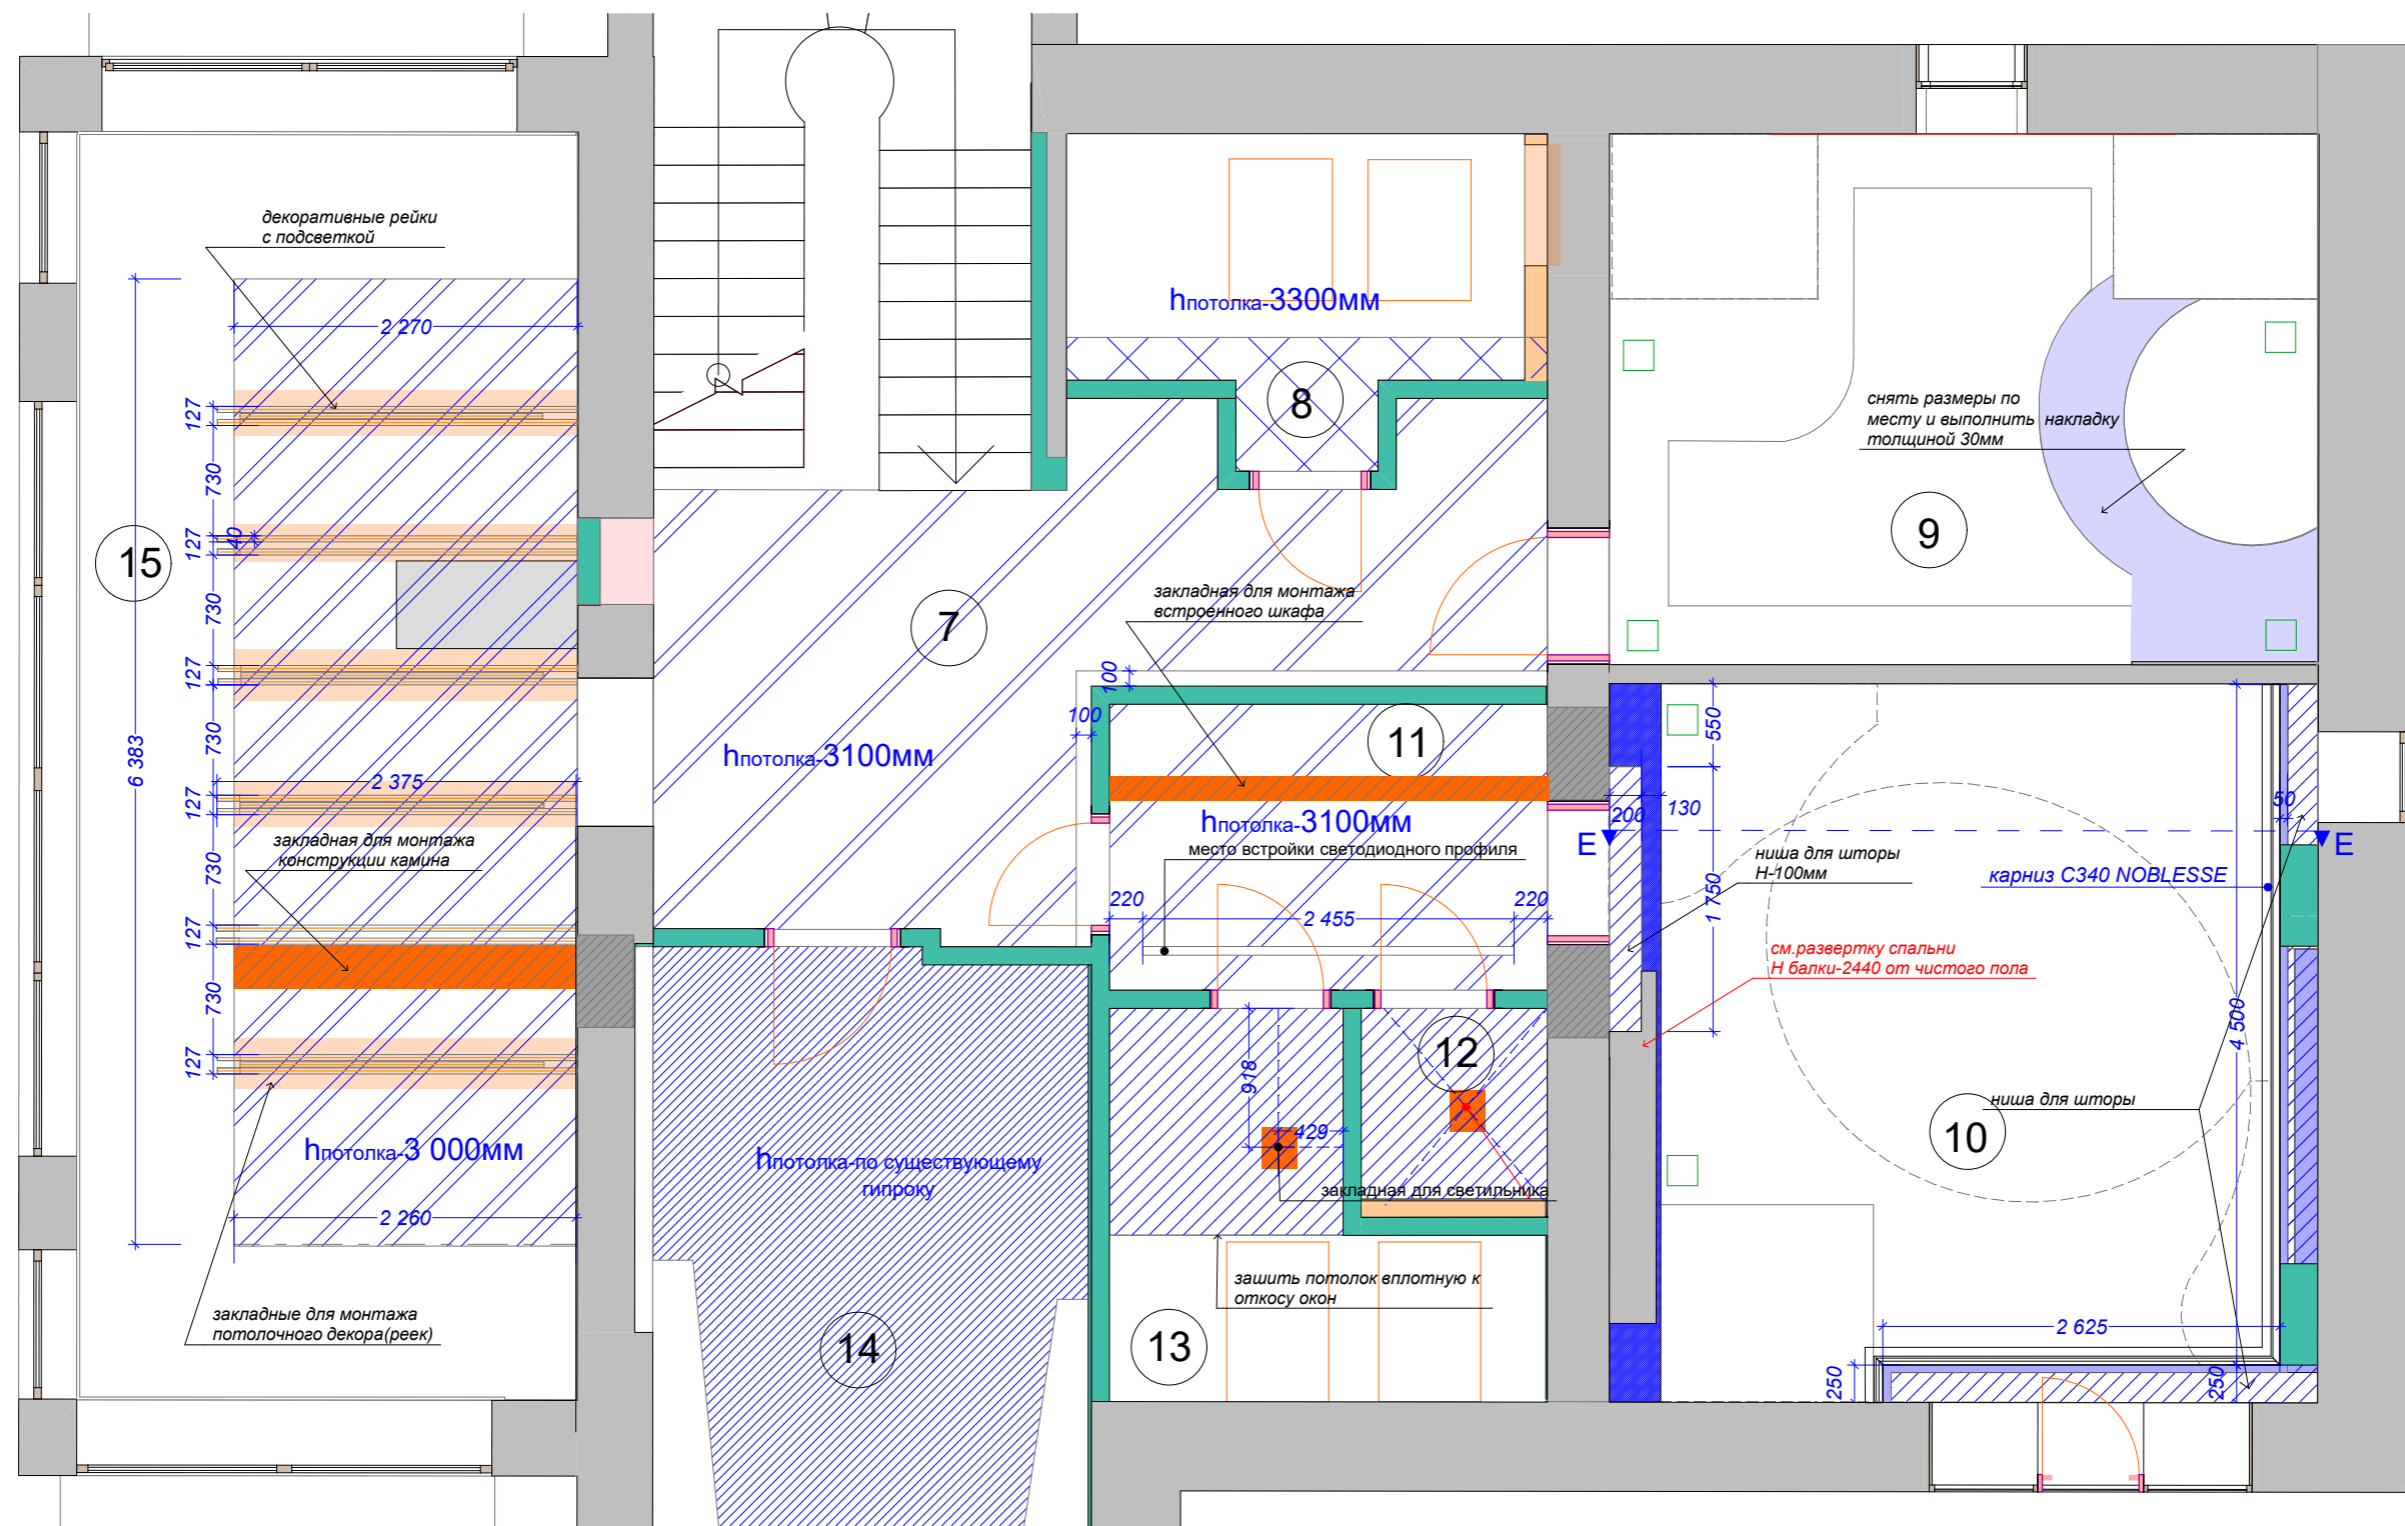 декоративные рейки
с подсветкой
2 270
127
730
127
40
730
127
730
127
730
127
730
127
6 383
15
2 375
закладная для монтажа
конструкции камина
hпотолка-3 000мм
2 260
закладные для монтажа
потолочного декора(реек)
7
hпотолка-3100мм
hпотолка-3300мм
8
закладная для монтажа
встроенного шкафа
100
100
11
hпотолка-3100мм
место встройки светодиодного профиля
220
2 455
220
918
429
12
закладная для светильника
зашить потолок вплотную к
откосу окон
13
hпотолка-по существующему
гипроку
14
снять размеры по
месту и выполнить накладку
толщиной 30мм
9
550
200
130
1 750
50
E
E
ниша для шторы
Н-100мм
карниз C340 NOBLESSE
см.развертку спальни
Н балки-2440 от чистого пола
4 500
ниша для шторы
10
2 625
250
250